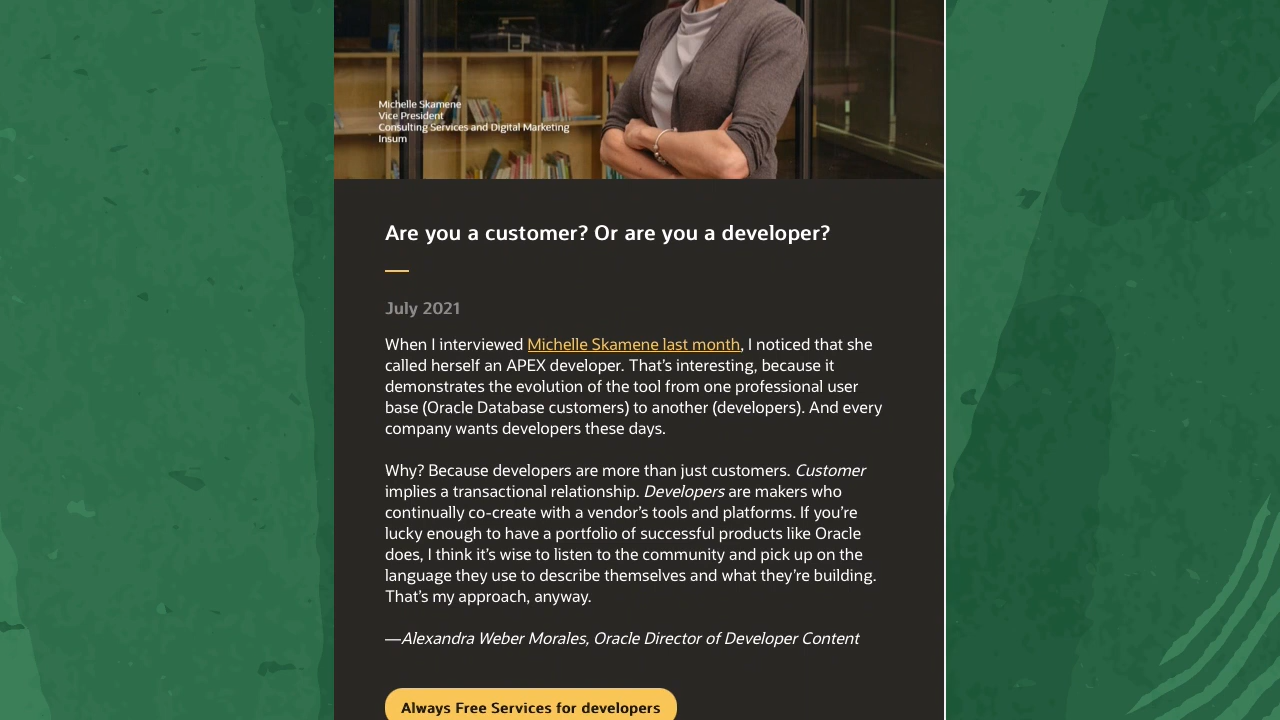 Michelle Skamene
Vice President
Consulting Services and Digital Marketing
Insum
Are you a customer? Or are you a developer?
July 2021
When I interviewed Michelle Skamene last month, I noticed that she
called herself an APEX developer. That's interesting, because it
demonstrates the evolution of the tool from one professional user
base (Oracle Database customers) to another (developers). And every
company wants developers these days.
Why? Because developers are more than just customers. Customer
implies a transactional relationship. Developers are makers who
continually co-create with a vendor's tools and platforms. If you're
lucky enough to have a portfolio of successful products like Oracle
does, I think it's wise to listen to the community and pick up on the
language they use to describe themselves and what they're building.
That's my approach, anyway.
—Alexandra Weber Morales, Oracle Director of Developer Content
Always Free Services for developers